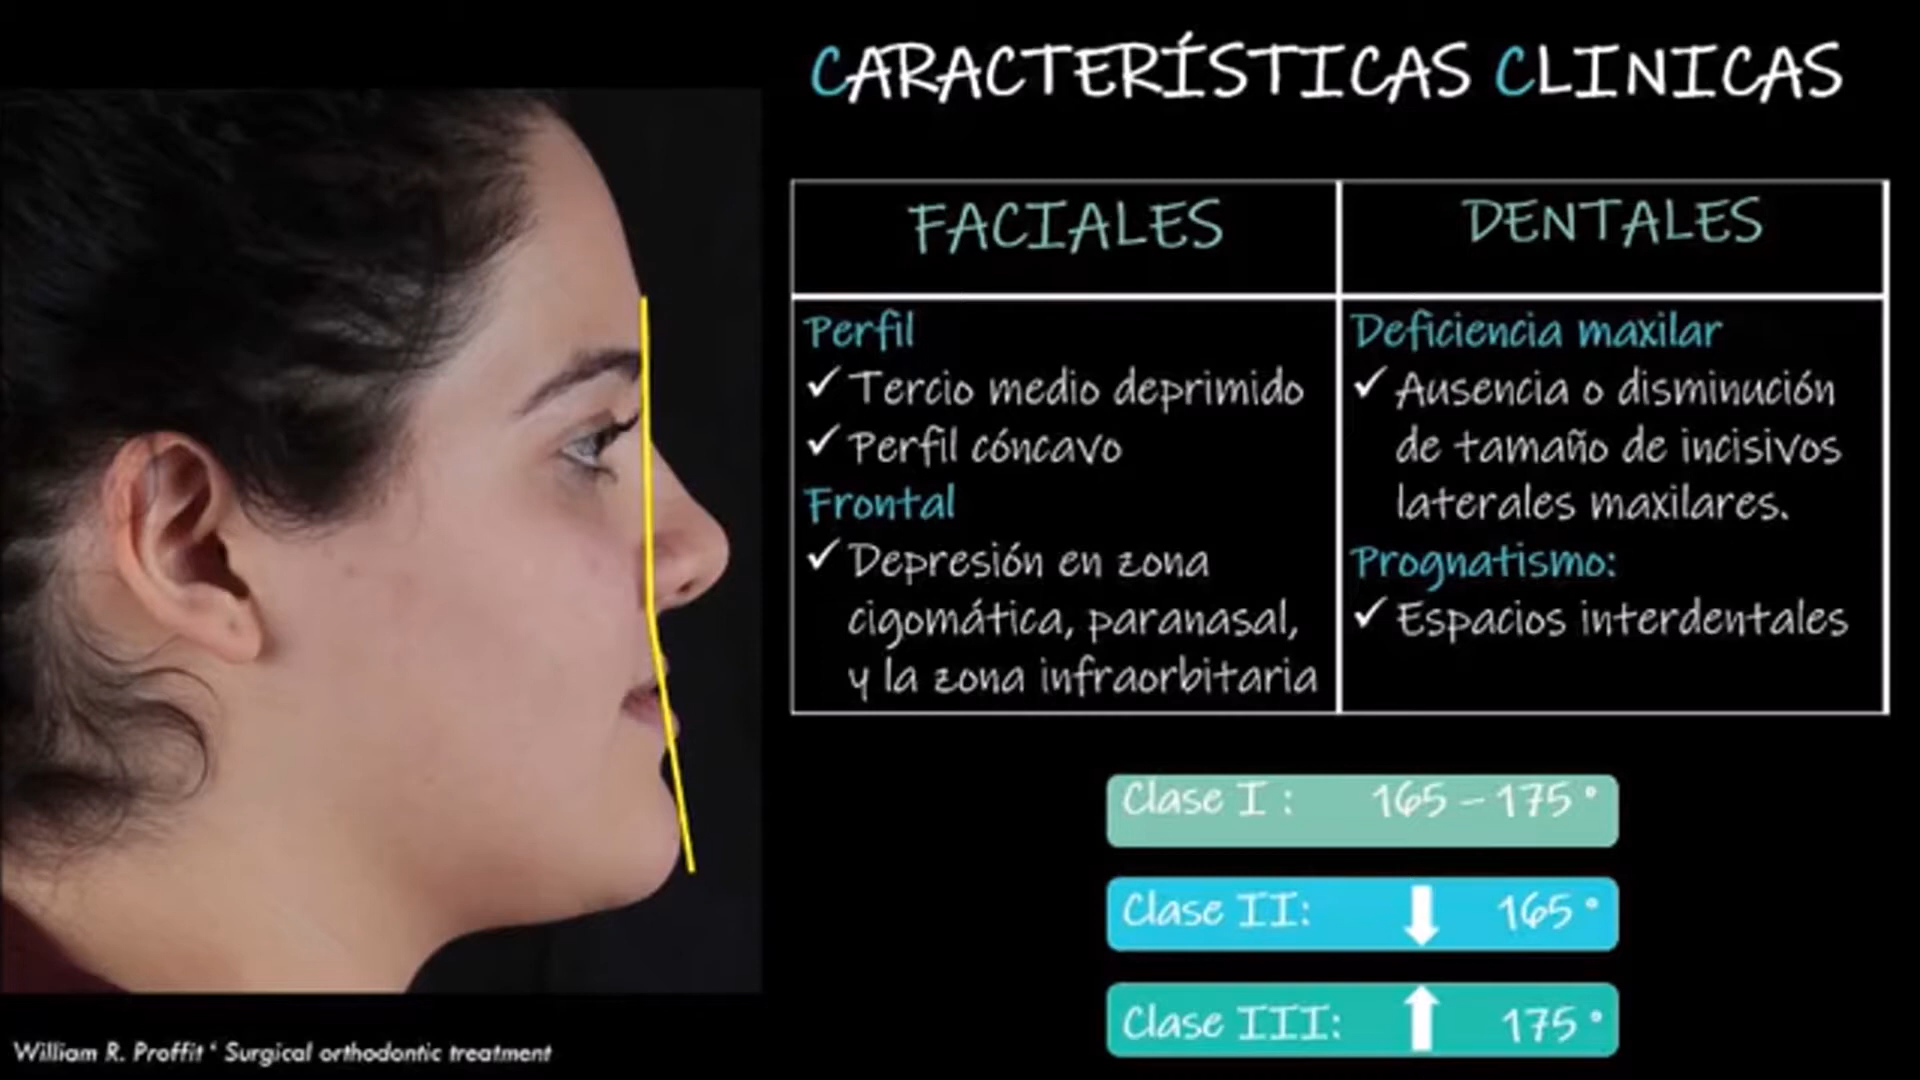 CARACTERÍSTICAS CLINICAS
FACIALES
Perfil
✓ Tercio medio deprimido
✓ Perfil cóncavo
Frontal
✓ Depresión en zona
cigomática, paranasal,
y la zona infraorbitaria
DENTALES
Deficiencia maxilar
✓ Ausencia o disminución
de tamaño de incisivos
laterales maxilares.
Prognatismo:
✓ Espacios interdentales
Clase I : 165 – 175 °
Clase II: ⬇ 165 °
Clase III: ⬆ 175 °
William R. Proffit ‘ Surgical orthodontic treatment